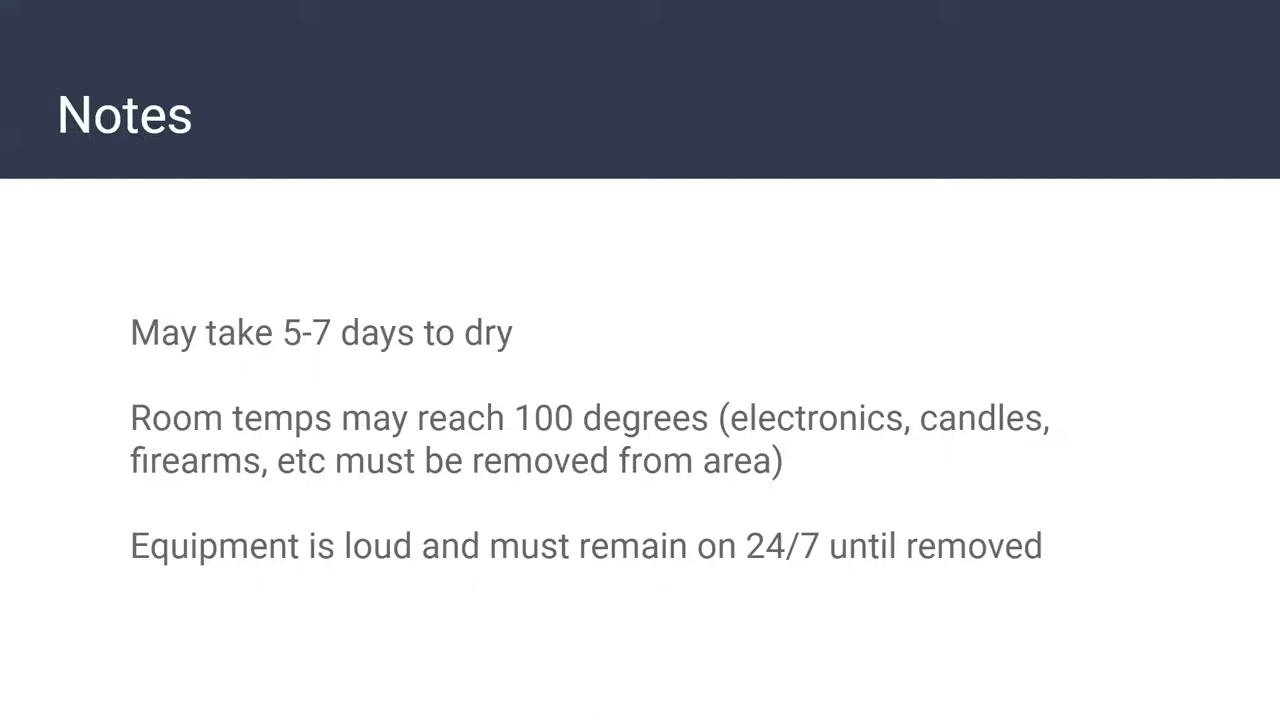 Notes
May take 5-7 days to dry
Room temps may reach 100 degrees (electronics, candles,
firearms, etc must be removed from area)
Equipment is loud and must remain on 24/7 until removed